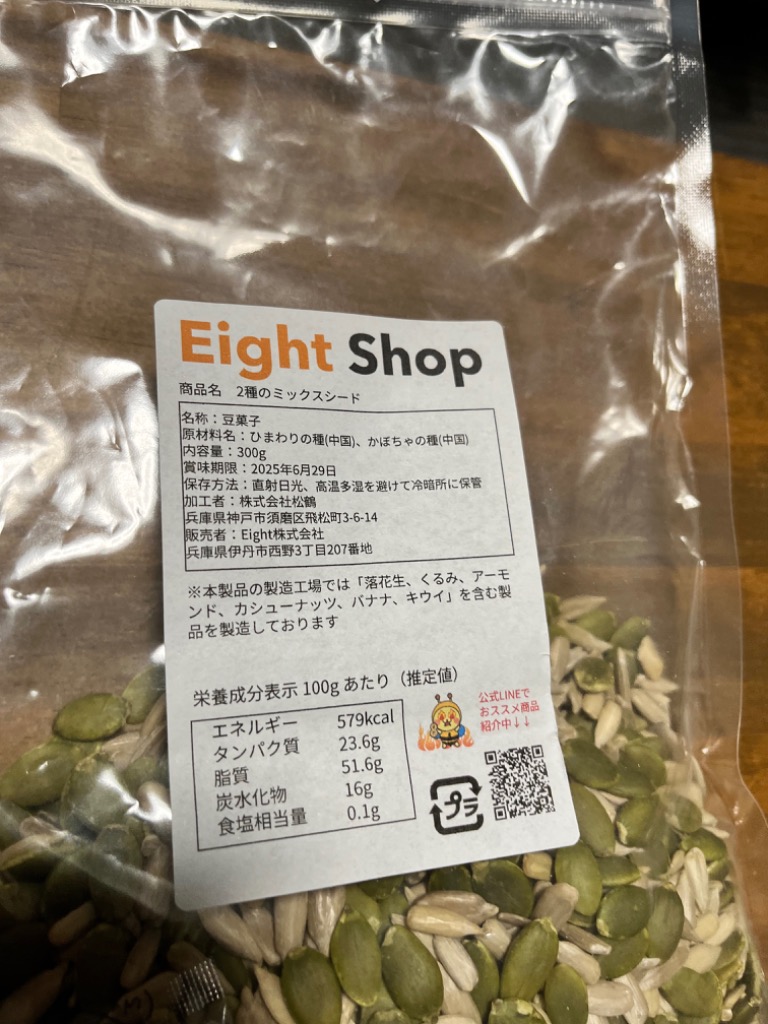 Eight Shop
商品名 2種のミックスシード
名称:豆菓子
原材料名:ひまわりの種(中国)、かぼちゃの種(中国)
内容量:300g
賞味期限:2025年6月29日
保存方法:直射日光、高温多湿を避けて冷暗所に保管
加工者:株式会社松鶴
兵庫県神戸市須磨区飛松町3-6-14
販売者:Eight株式会社
兵庫県伊丹市西野3丁目207番地
※本製品の製造工場では「落花生、くるみ、アーモ
ンド、カシューナッツ、バナナ、キウイ」を含む製
品を製造しております
栄養成分表示 100gあたり(推定値)
エネルギー 579kcal
タンパク質 23.6g
脂質 51.6g
炭水化物 16g
食塩相当量 0.1g
公式LINEで
おススメ商品
紹介中↓↓
プラ